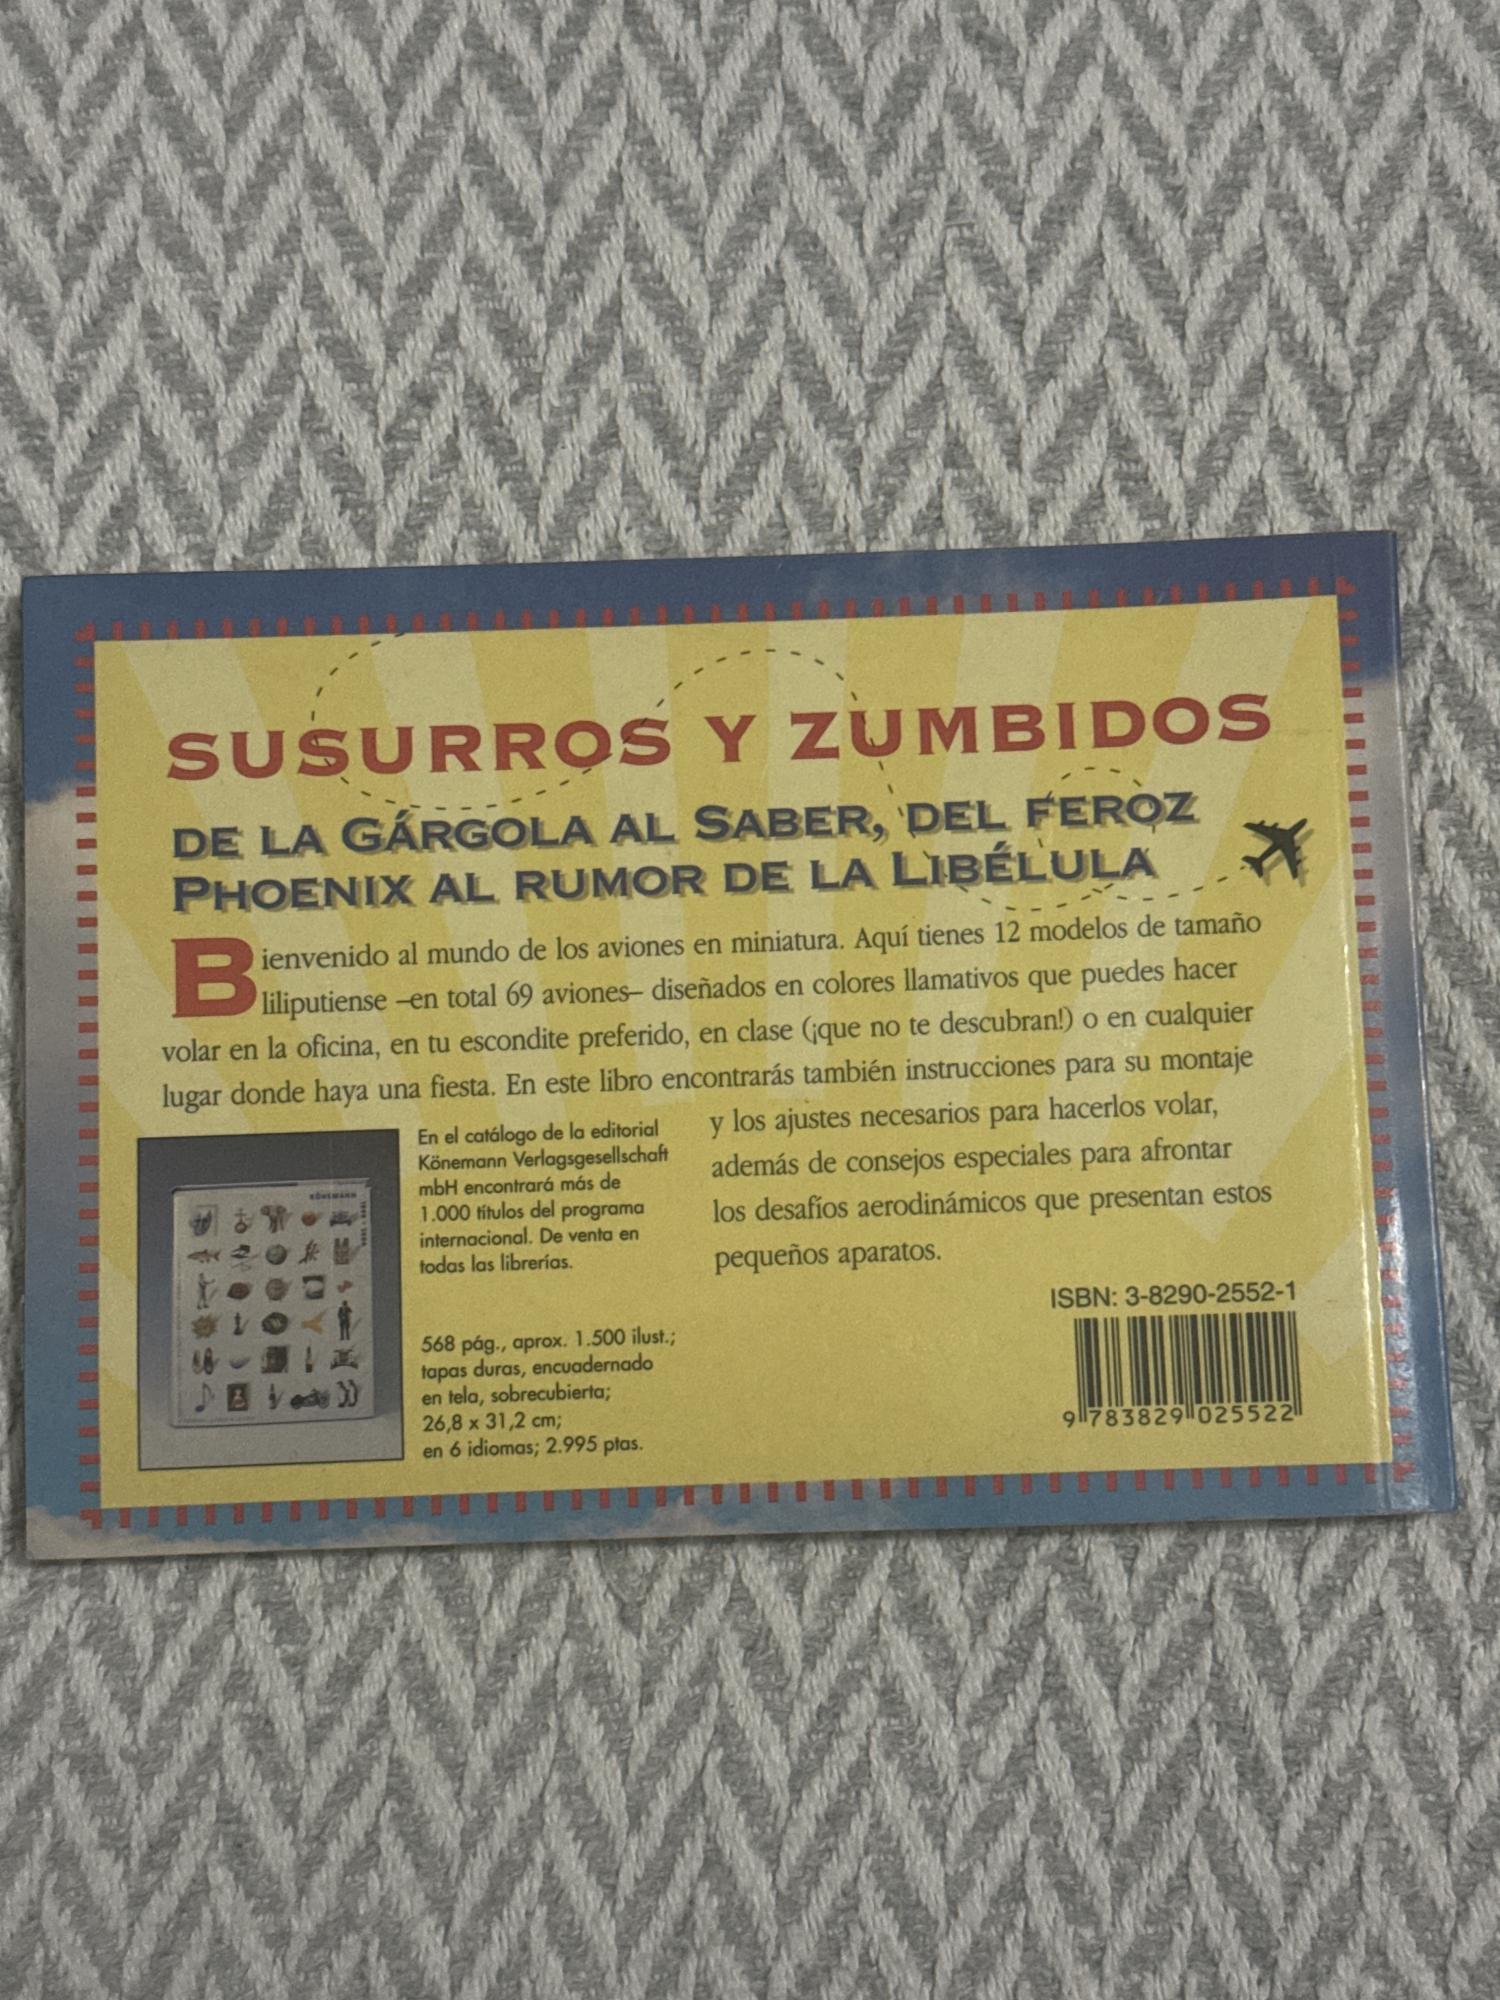 SUSURROS Y ZUMBIDOS
DE LA GÁRGOLA AL SABER, DEL FEROZ
PHOENIX AL RUMOR DE LA LIBÉLULA
Bienvenido al mundo de los aviones en miniatura. Aquí tienes 12 modelos de tamaño
liliputiense –en total 69 aviones– diseñados en colores llamativos que puedes hacer
volar en la oficina, en tu escondite preferido, en clase (¡que no te descubran!) o en cualquier
lugar donde haya una fiesta. En este libro encontrarás también instrucciones para su montaje
y los ajustes necesarios para hacerlos volar,
además de consejos especiales para afrontar
los desafíos aerodinámicos que presentan estos
pequeños aparatos.
KÖNEMANN
En el catálogo de la editorial
Könemann Verlagsgesellschaft
mbH encontrará más de
1.000 títulos del programa
internacional. De venta en
todas las librerías.
568 pág., aprox. 1.500 ilust.;
tapas duras, encuadernado
en tela, sobrecubierta;
26,8 x 31,2 cm;
en 6 idiomas; 2.995 ptas.
ISBN: 3-8290-2552-1
9 783829 025522